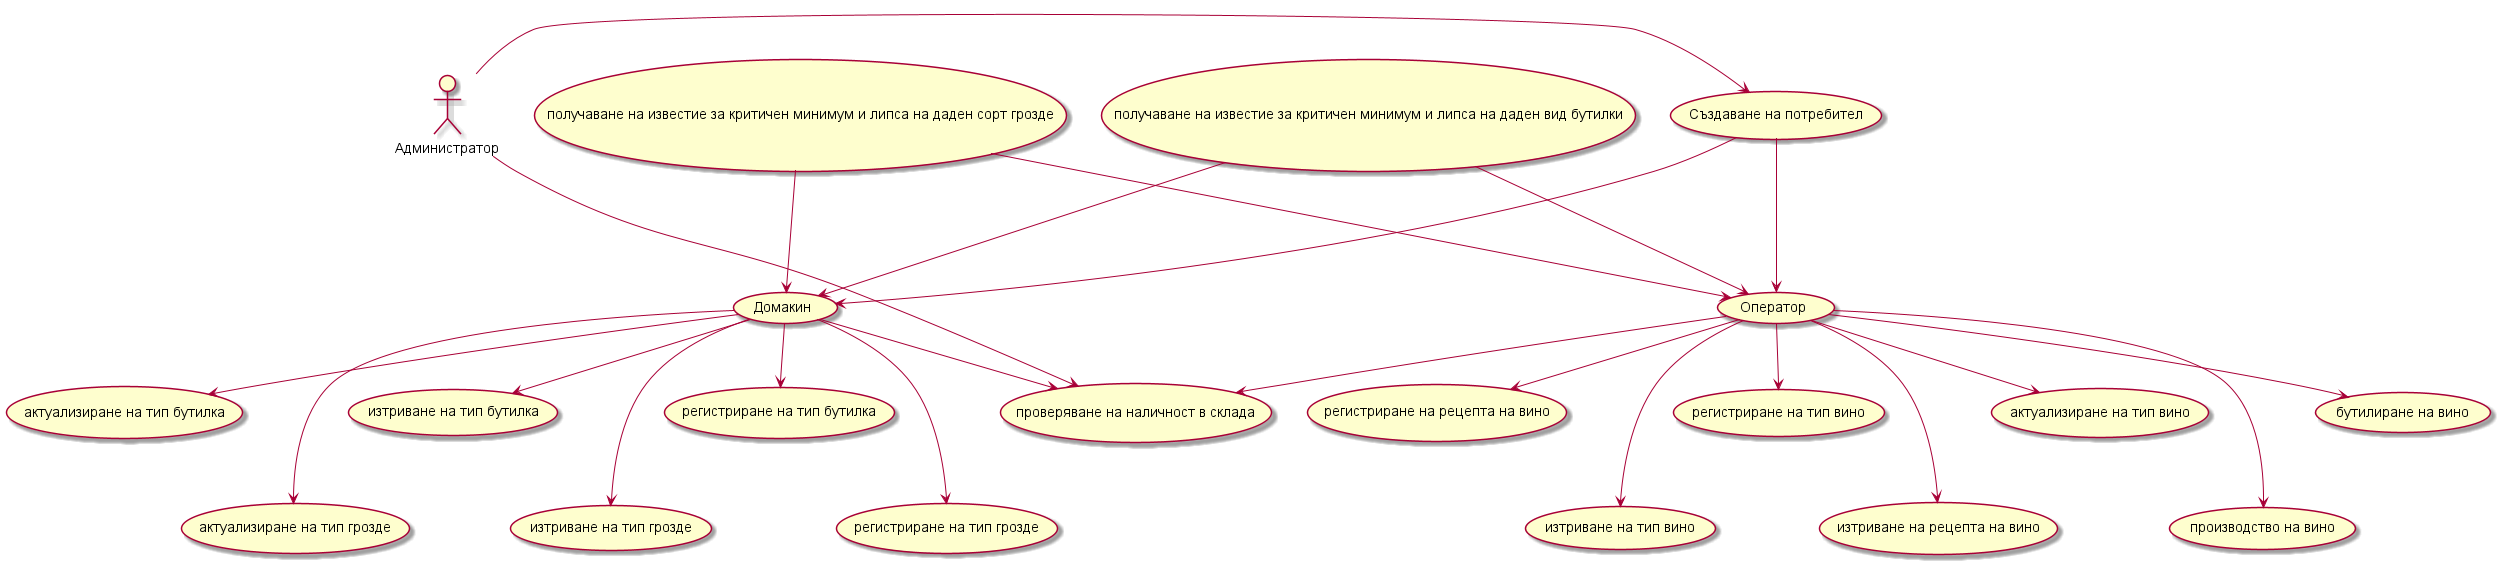 получаване на известие за критичен минимум и липса на даден сорт грозде
получаване на известие за критичен минимум и липса на даден вид бутилки
Създаване на потребител
Администратор
Домакин
Оператор
актуализиране на тип бутилка
изтриване на тип бутилка
регистриране на тип бутилка
проверяване на наличност в склада
регистриране на рецепта на вино
регистриране на тип вино
актуализиране на тип вино
бутилиране на вино
актуализиране на тип грозде
изтриване на тип грозде
регистриране на тип грозде
изтриване на тип вино
изтриване на рецепта на вино
производство на вино